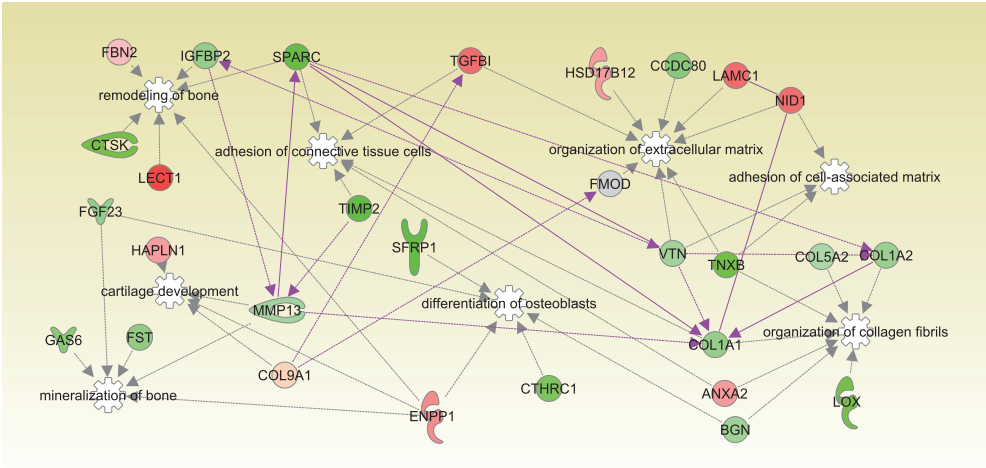 FBN2
IGFBP2
SPARC
TGFBI
HSD17B12
CCDC80
LAMC1
NID1
remodeling of bone
CTSK
adhesion of connective tissue cells
organization of extracellular matrix
LECT1
FMOD
adhesion of cell-associated matrix
FGF23
TIMP2
HAPLN1
SFRP1
VTN
TNXB
COL5A2
COL1A2
cartilage development
MMP13
differentiation of osteoblasts
GAS6
FST
COL1A1
organization of collagen fibrils
COL9A1
mineralization of bone
CTHRC1
ANXA2
LOX
ENPP1
BGN